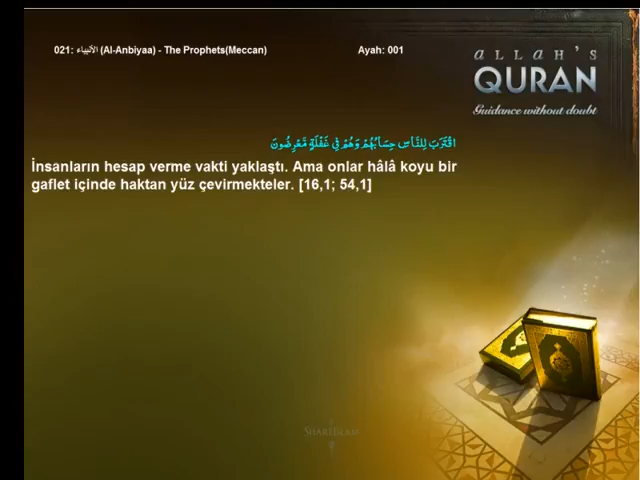 021: الأنبياء (Al-Anbiyaa) - The Prophets(Meccan) Ayah: 001
ALLAH'S
QURAN
Guidance without doubt
اقْتَرَبَ لِلنَّاسِ حِسَابُهُمْ وَهُمْ فِي غَفْلَةٍ مَّعْرِضُونَ
İnsanların hesap verme vakti yaklaştı. Ama onlar hâlâ koyu bir
gaflet içinde haktan yüz çevirmekteler. [16,1; 54,1]
SHAREISLAM